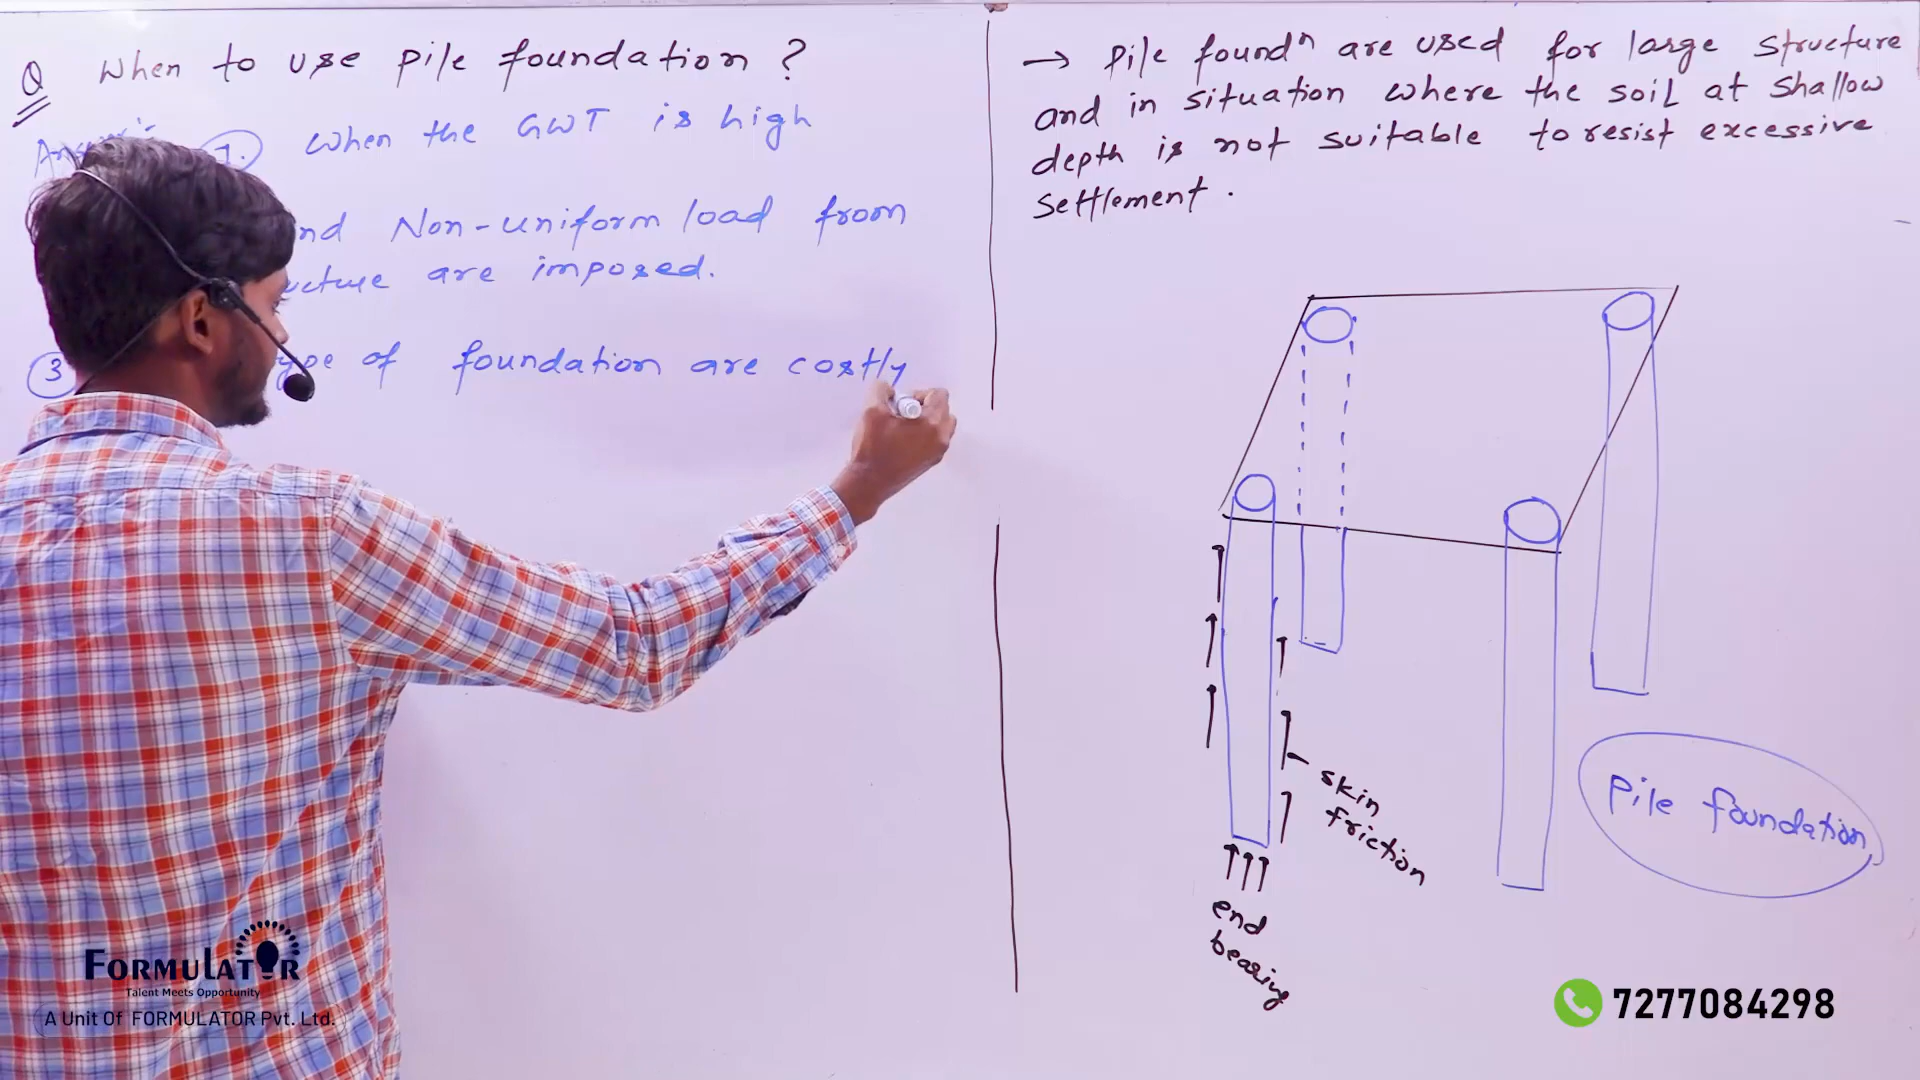 Q When to use pile foundation ?
1. When the GWT is high
Non-uniform load from
are imposed.
3 of foundation are costly
→ Pile foundⁿ are used for large structure
and in situation where the soil at shallow
depth is not suitable to resist excessive
settlement.
skin
friction
end
bearing
Pile foundation
FORMULATOR
Talent Meets Opportunity
A Unit Of FORMULATOR Pvt. Ltd.
7277084298